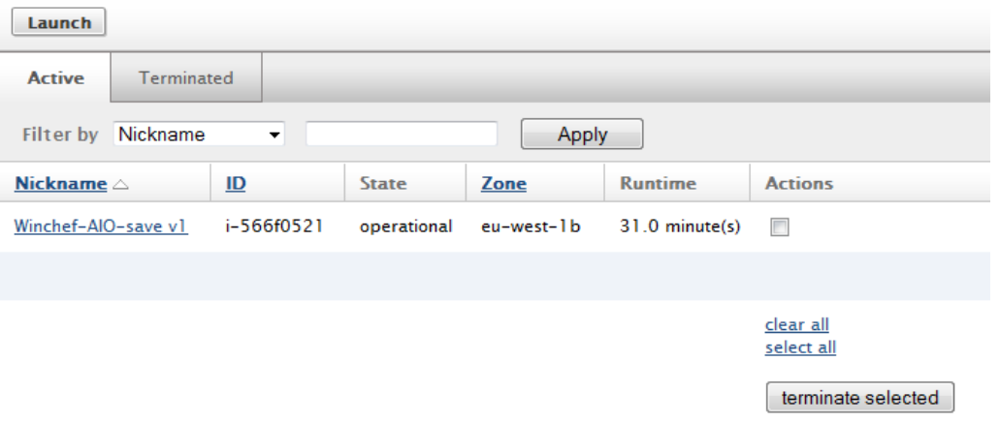 Launch
Active Terminated
Filter by Nickname Apply
Nickname ID State Zone Runtime Actions
Winchef-AIO-save v1 i-566f0521 operational eu-west-1b 31.0 minute(s)
clear all
select all
terminate selected